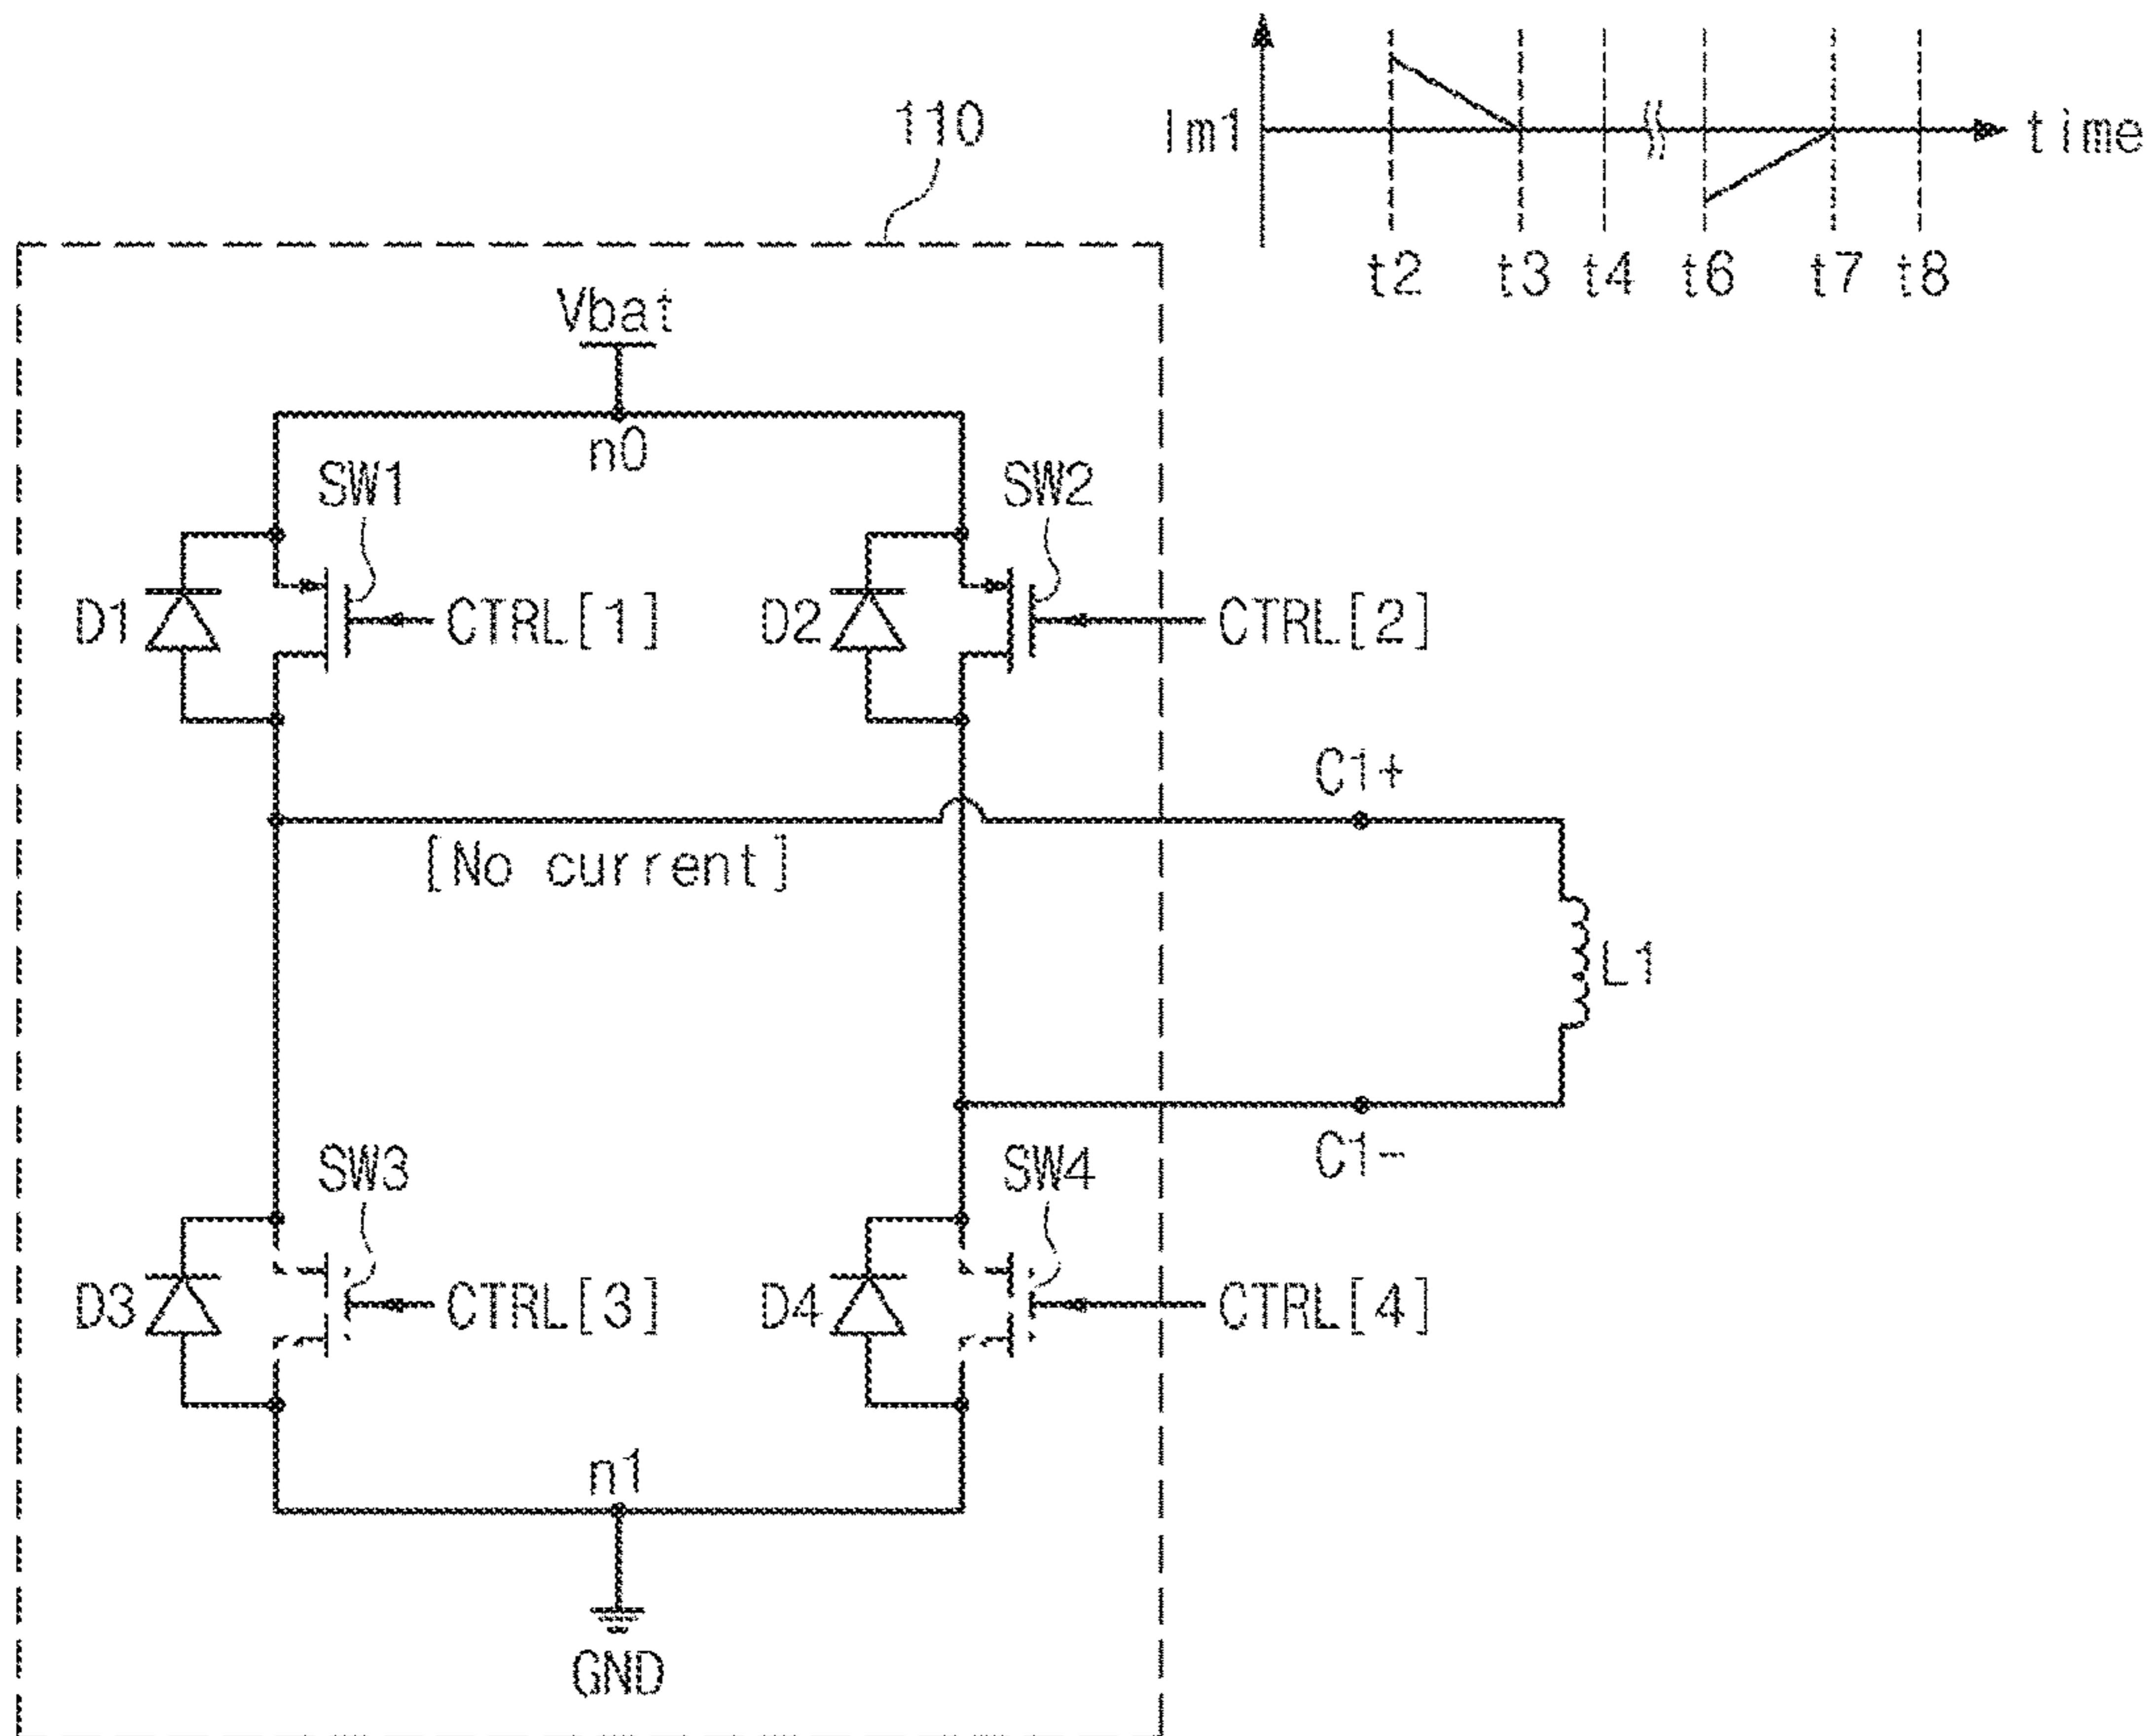 110
Im1
time
t2 t3 t4 t6 t7 t8
Vbat
n0
SW1
SW2
D1
CTRL[1]
D2
CTRL[2]
C1+
[No current]
L1
C1-
SW3
SW4
D3
CTRL[3]
D4
CTRL[4]
n1
GND